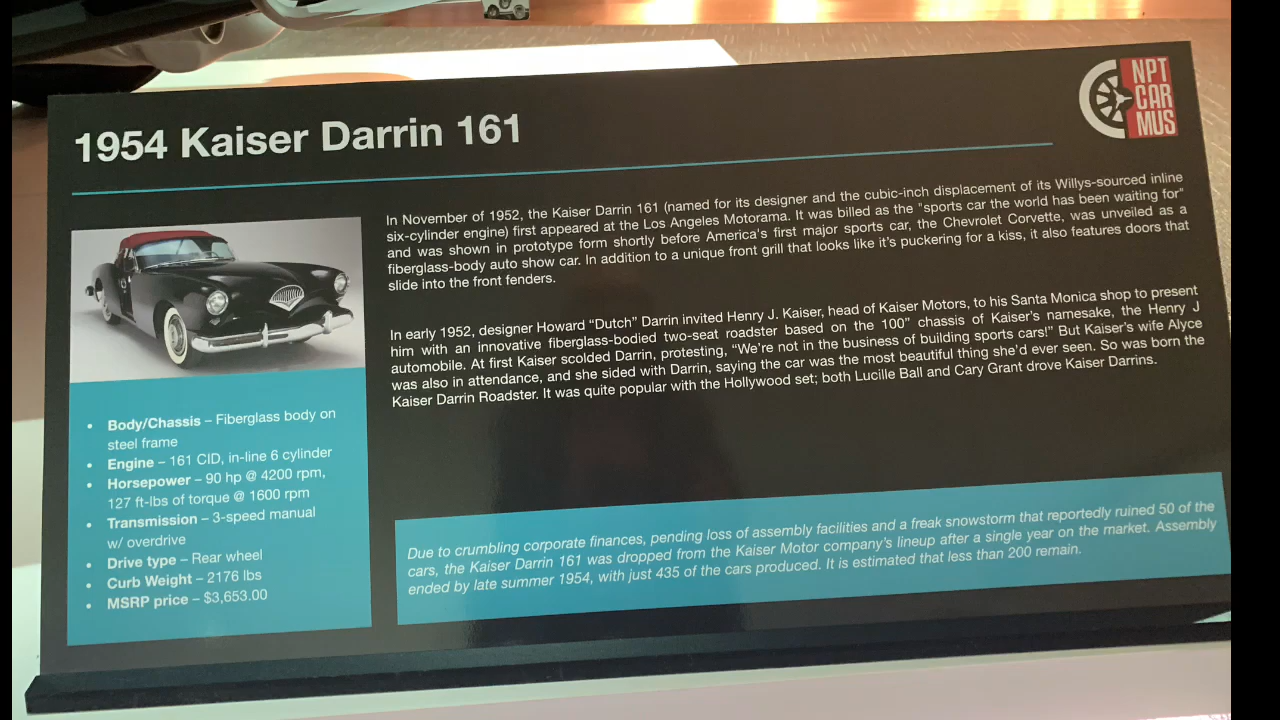 NPT
CAR
MUS
1954 Kaiser Darrin 161
In November of 1952, the Kaiser Darrin 161 (named for its designer and the cubic-inch displacement of its Willys-sourced inline
six-cylinder engine) first appeared at the Los Angeles Motorama. It was billed as the "sports car the world has been waiting for"
and was shown in prototype form shortly before America's first major sports car, the Chevrolet Corvette, was unveiled as a
fiberglass-body auto show car. In addition to a unique front grill that looks like it's puckering for a kiss, it also features doors that
slide into the front fenders.
In early 1952, designer Howard “Dutch” Darrin invited Henry J. Kaiser, head of Kaiser Motors, to his Santa Monica shop to present
him with an innovative fiberglass-bodied two-seat roadster based on the 100” chassis of Kaiser's namesake, the Henry J
automobile. At first Kaiser scolded Darrin, protesting, “We're not in the business of building sports cars!” But Kaiser's wife Alyce
was also in attendance, and she sided with Darrin, saying the car was the most beautiful thing she'd ever seen. So was born the
Kaiser Darrin Roadster. It was quite popular with the Hollywood set; both Lucille Ball and Cary Grant drove Kaiser Darrins.
• Body/Chassis – Fiberglass body on
steel frame
• Engine – 161 CID, in-line 6 cylinder
• Horsepower – 90 hp @ 4200 rpm,
127 ft-lbs of torque @ 1600 rpm
• Transmission – 3-speed manual
w/ overdrive
• Drive type – Rear wheel
• Curb Weight – 2176 lbs
• MSRP price – $3,653.00
Due to crumbling corporate finances, pending loss of assembly facilities and a freak snowstorm that reportedly ruined 50 of the
cars, the Kaiser Darrin 161 was dropped from the Kaiser Motor company's lineup after a single year on the market. Assembly
ended by late summer 1954, with just 435 of the cars produced. It is estimated that less than 200 remain.